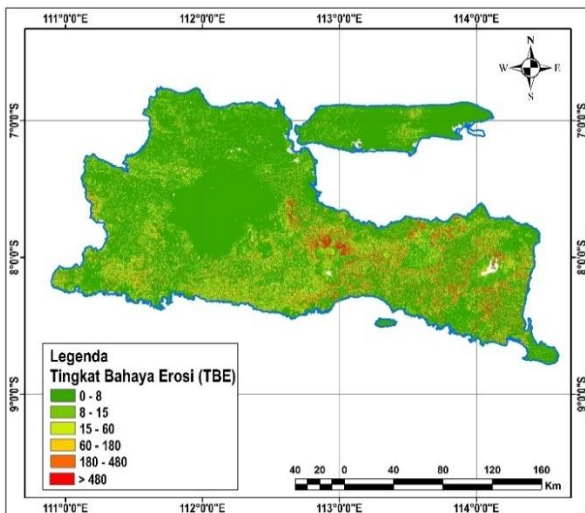 111°0'0"E 112°0'0"E 113°0'0"E 114°0'0"E
N
W E
S
7°0'0"S 7°0'0"S
8°0'0"S 8°0'0"S
9°0'0"S 9°0'0"S
Legenda
Tingkat Bahaya Erosi (TBE)
0 - 8
8 - 15
15 - 60
60 - 180
180 - 480
> 480
40 20 0 40 80 120 160
Km
111°0'0"E 112°0'0"E 113°0'0"E 114°0'0"E